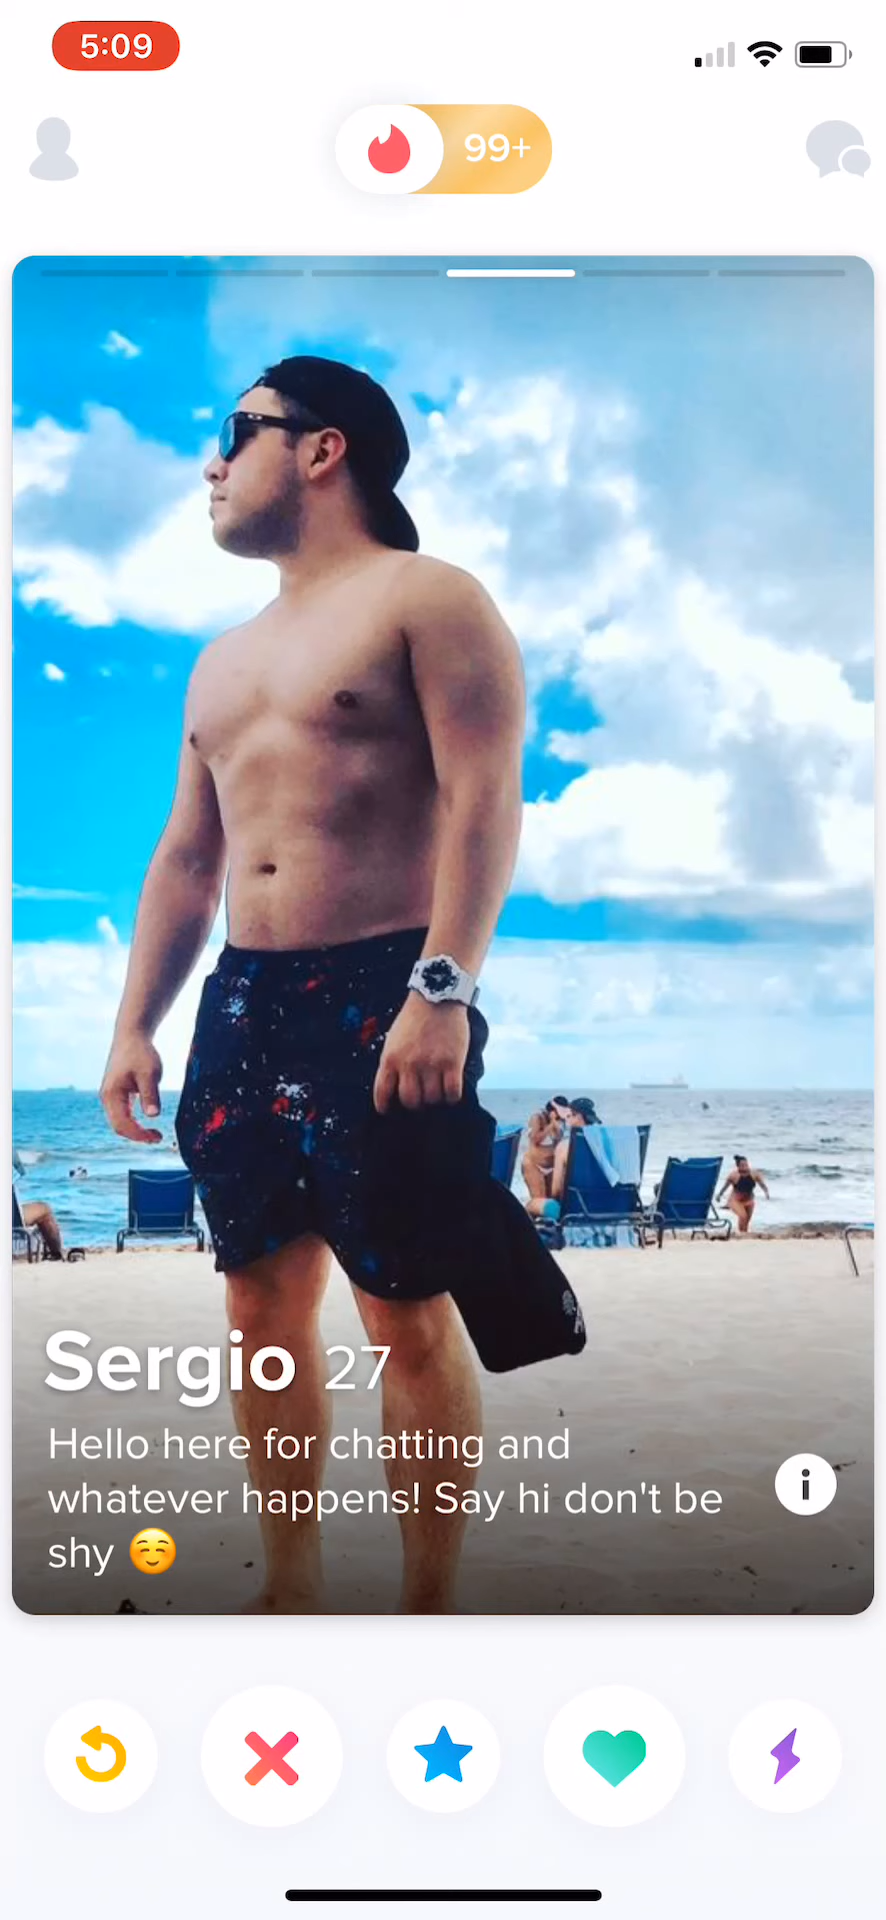 5:09
99+
Sergio 27
Hello here for chatting and
whatever happens! Say hi don't be
shy ☺️